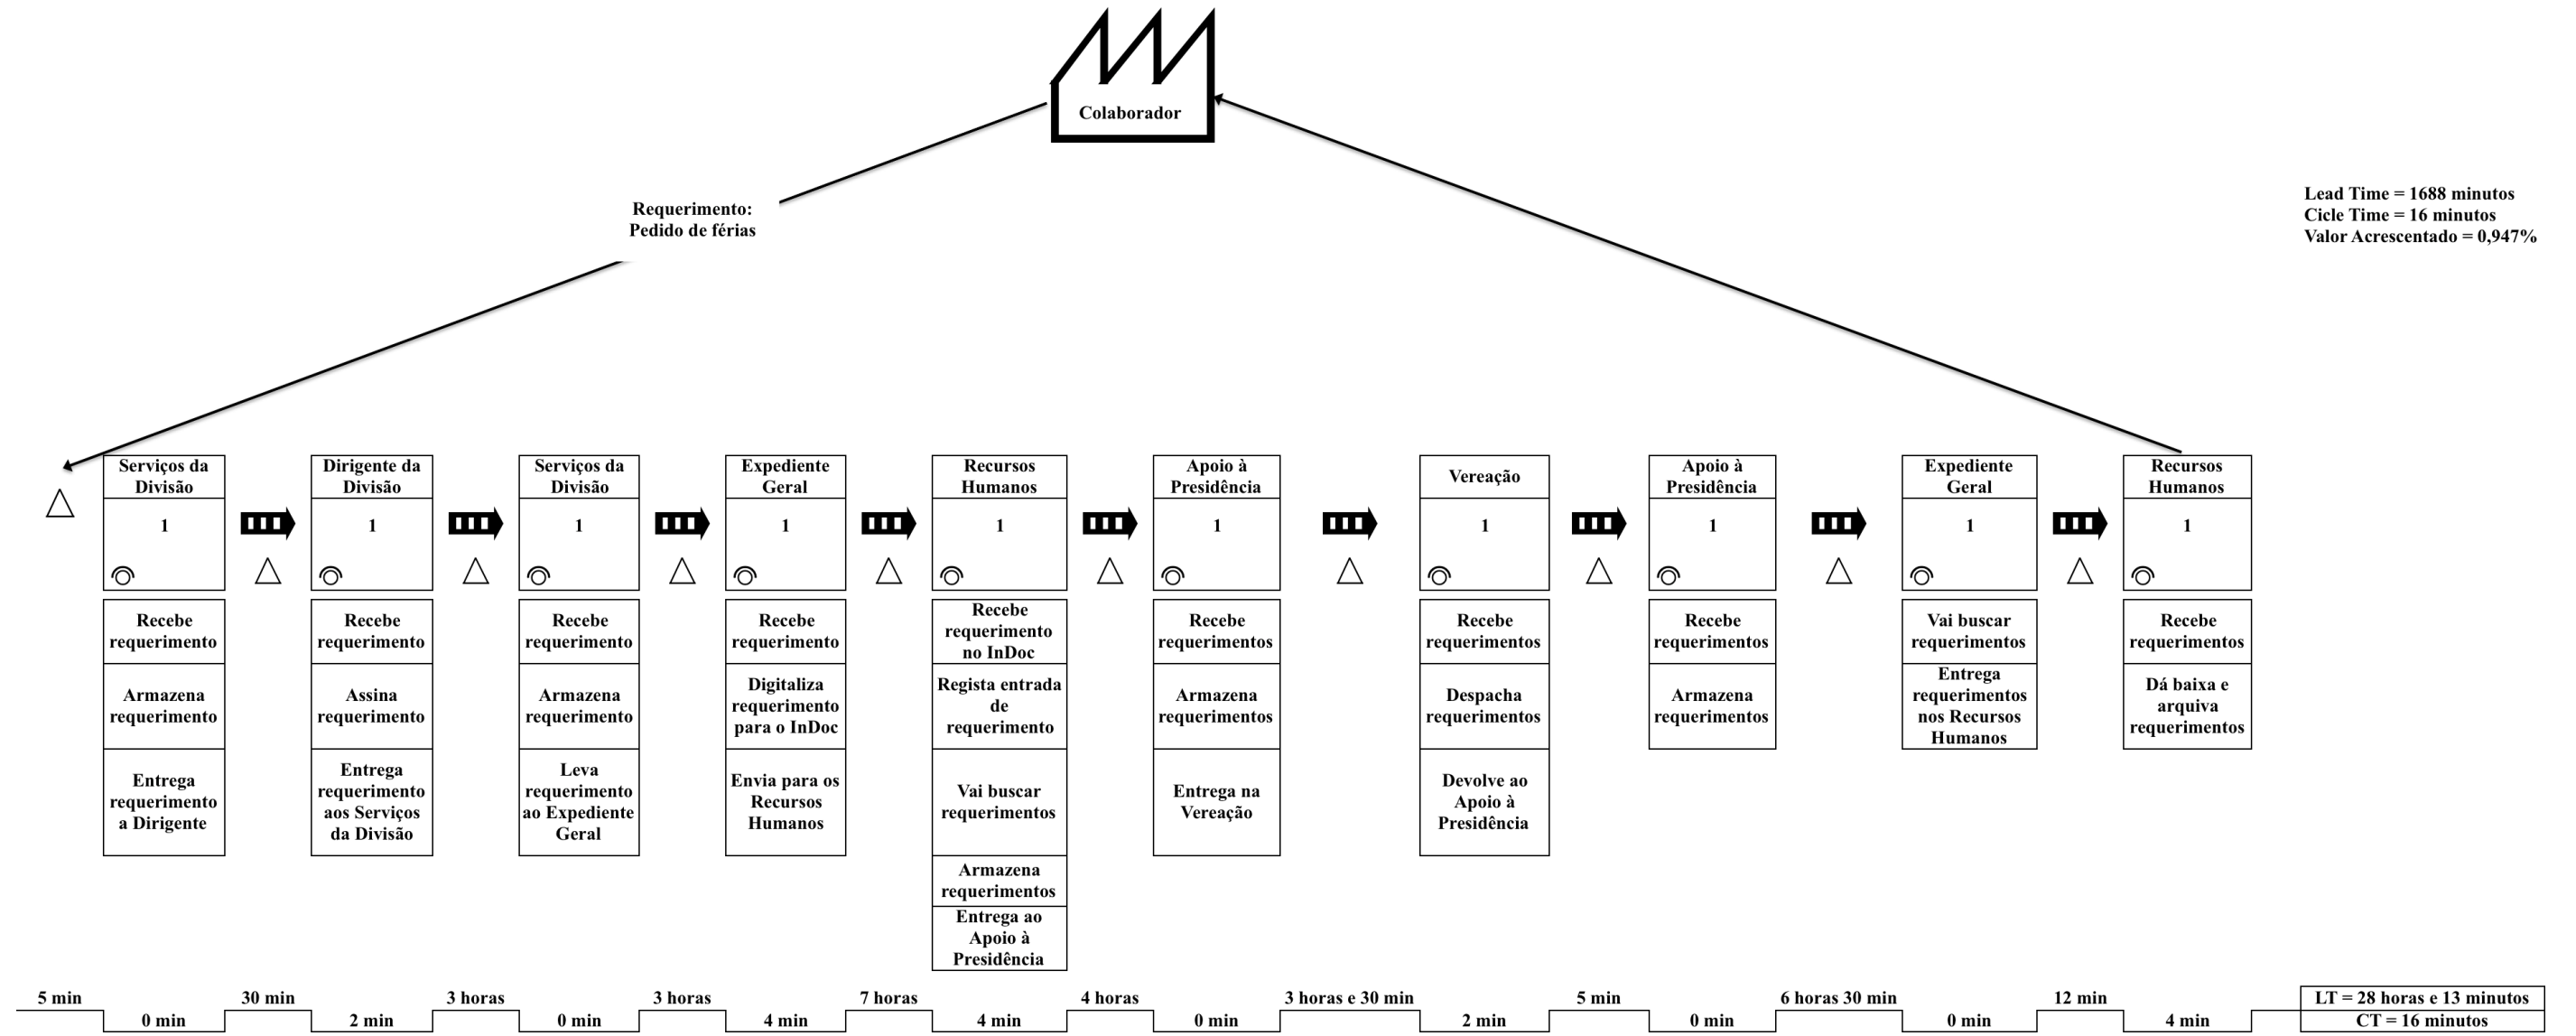 Colaborador
Requerimento:
Pedido de férias
Lead Time = 1688 minutos
Cicle Time = 16 minutos
Valor Acrescentado = 0,947%
Serviços da
Divisão
1
Recebe
requerimento
Armazena
requerimento
Entrega
requerimento
a Dirigente
Dirigente da
Divisão
1
Recebe
requerimento
Assina
requerimento
Entrega
requerimento
aos Serviços
da Divisão
Serviços da
Divisão
1
Recebe
requerimento
Armazena
requerimento
Leva
requerimento
ao Expediente
Geral
Expediente
Geral
1
Recebe
requerimento
Digitaliza
requerimento
para o InDoc
Envia para os
Recursos
Humanos
Recursos
Humanos
1
Recebe
requerimento
no InDoc
Regista entrada
de
requerimento
Vai buscar
requerimentos
Armazena
requerimentos
Entrega ao
Apoio à
Presidência
Apoio à
Presidência
1
Recebe
requerimentos
Armazena
requerimentos
Entrega na
Vereação
Vereação
1
Recebe
requerimentos
Despacha
requerimentos
Devolve ao
Apoio à
Presidência
Apoio à
Presidência
1
Recebe
requerimentos
Armazena
requerimentos
Expediente
Geral
1
Vai buscar
requerimentos
Entrega
requerimentos
nos Recursos
Humanos
Recursos
Humanos
1
Recebe
requerimentos
Dá baixa e
arquiva
requerimentos
5 min
0 min
30 min
2 min
3 horas
0 min
3 horas
4 min
7 horas
4 min
4 horas
0 min
3 horas e 30 min
2 min
5 min
0 min
6 horas 30 min
0 min
12 min
4 min
LT = 28 horas e 13 minutos
CT = 16 minutos